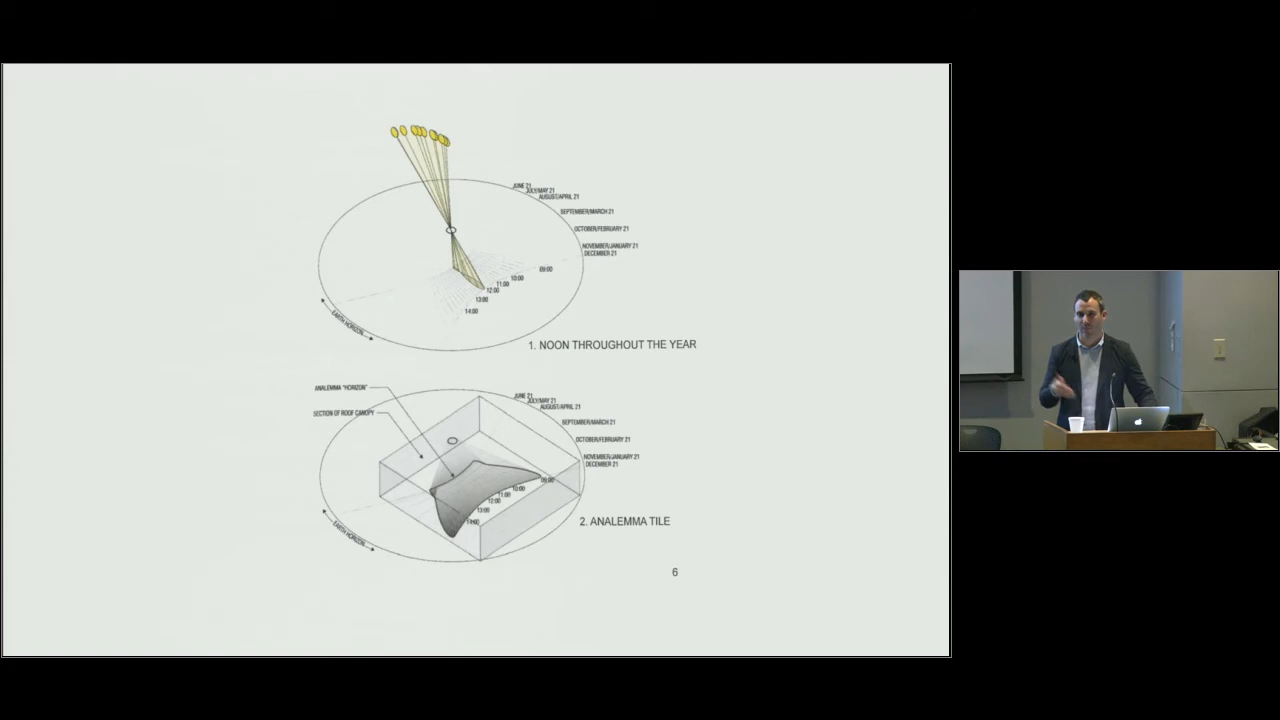 JUNE 21
JULY/MAY 21
AUGUST/APRIL 21
SEPTEMBER/MARCH 21
OCTOBER/FEBRUARY 21
NOVEMBER/JANUARY 21
DECEMBER 21
09:00
10:00
11:00
12:00
13:00
14:00
EARTH HORIZON
1. NOON THROUGHOUT THE YEAR
ANALEMMA "HORIZON"
SECTION OF ROOF CANOPY
JUNE 21
JULY/MAY 21
AUGUST/APRIL 21
SEPTEMBER/MARCH 21
OCTOBER/FEBRUARY 21
NOVEMBER/JANUARY 21
DECEMBER 21
09:00
10:00
11:00
12:00
13:00
14:00
EARTH HORIZON
2. ANALEMMA TILE
6